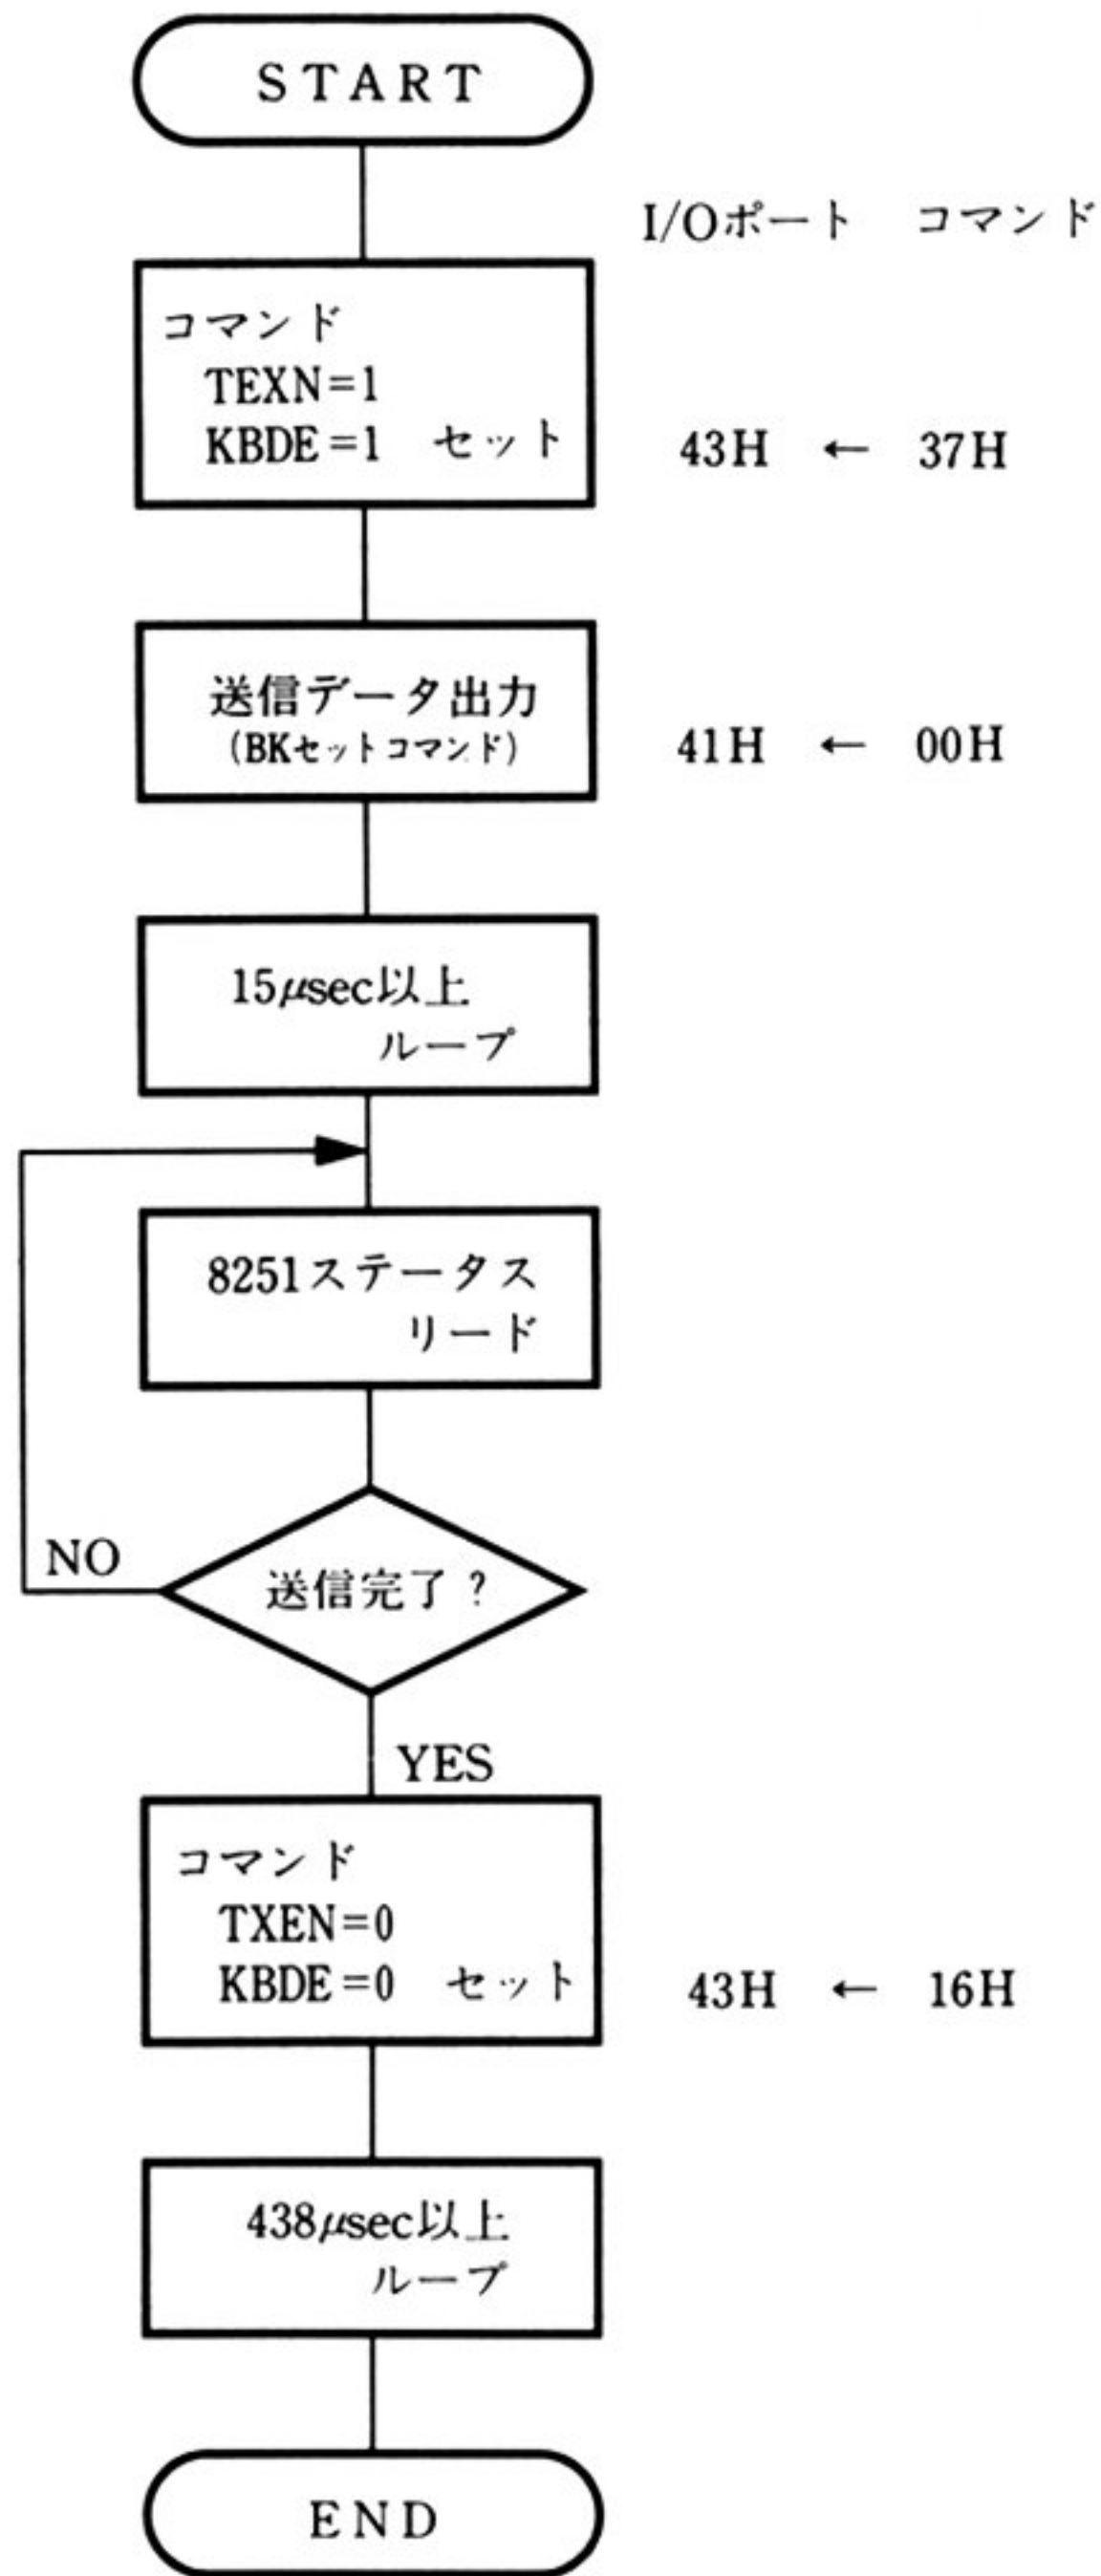 START
I/Oポート コマンド
コマンド
TEXN=1
KBDE=1 セット
43H ← 37H
送信データ出力
(BKセットコマンド)
41H ← 00H
15μsec以上
ループ
8251ステータス
リード
NO
送信完了?
YES
コマンド
TXEN=0
KBDE=0 セット
43H ← 16H
438μsec以上
ループ
END